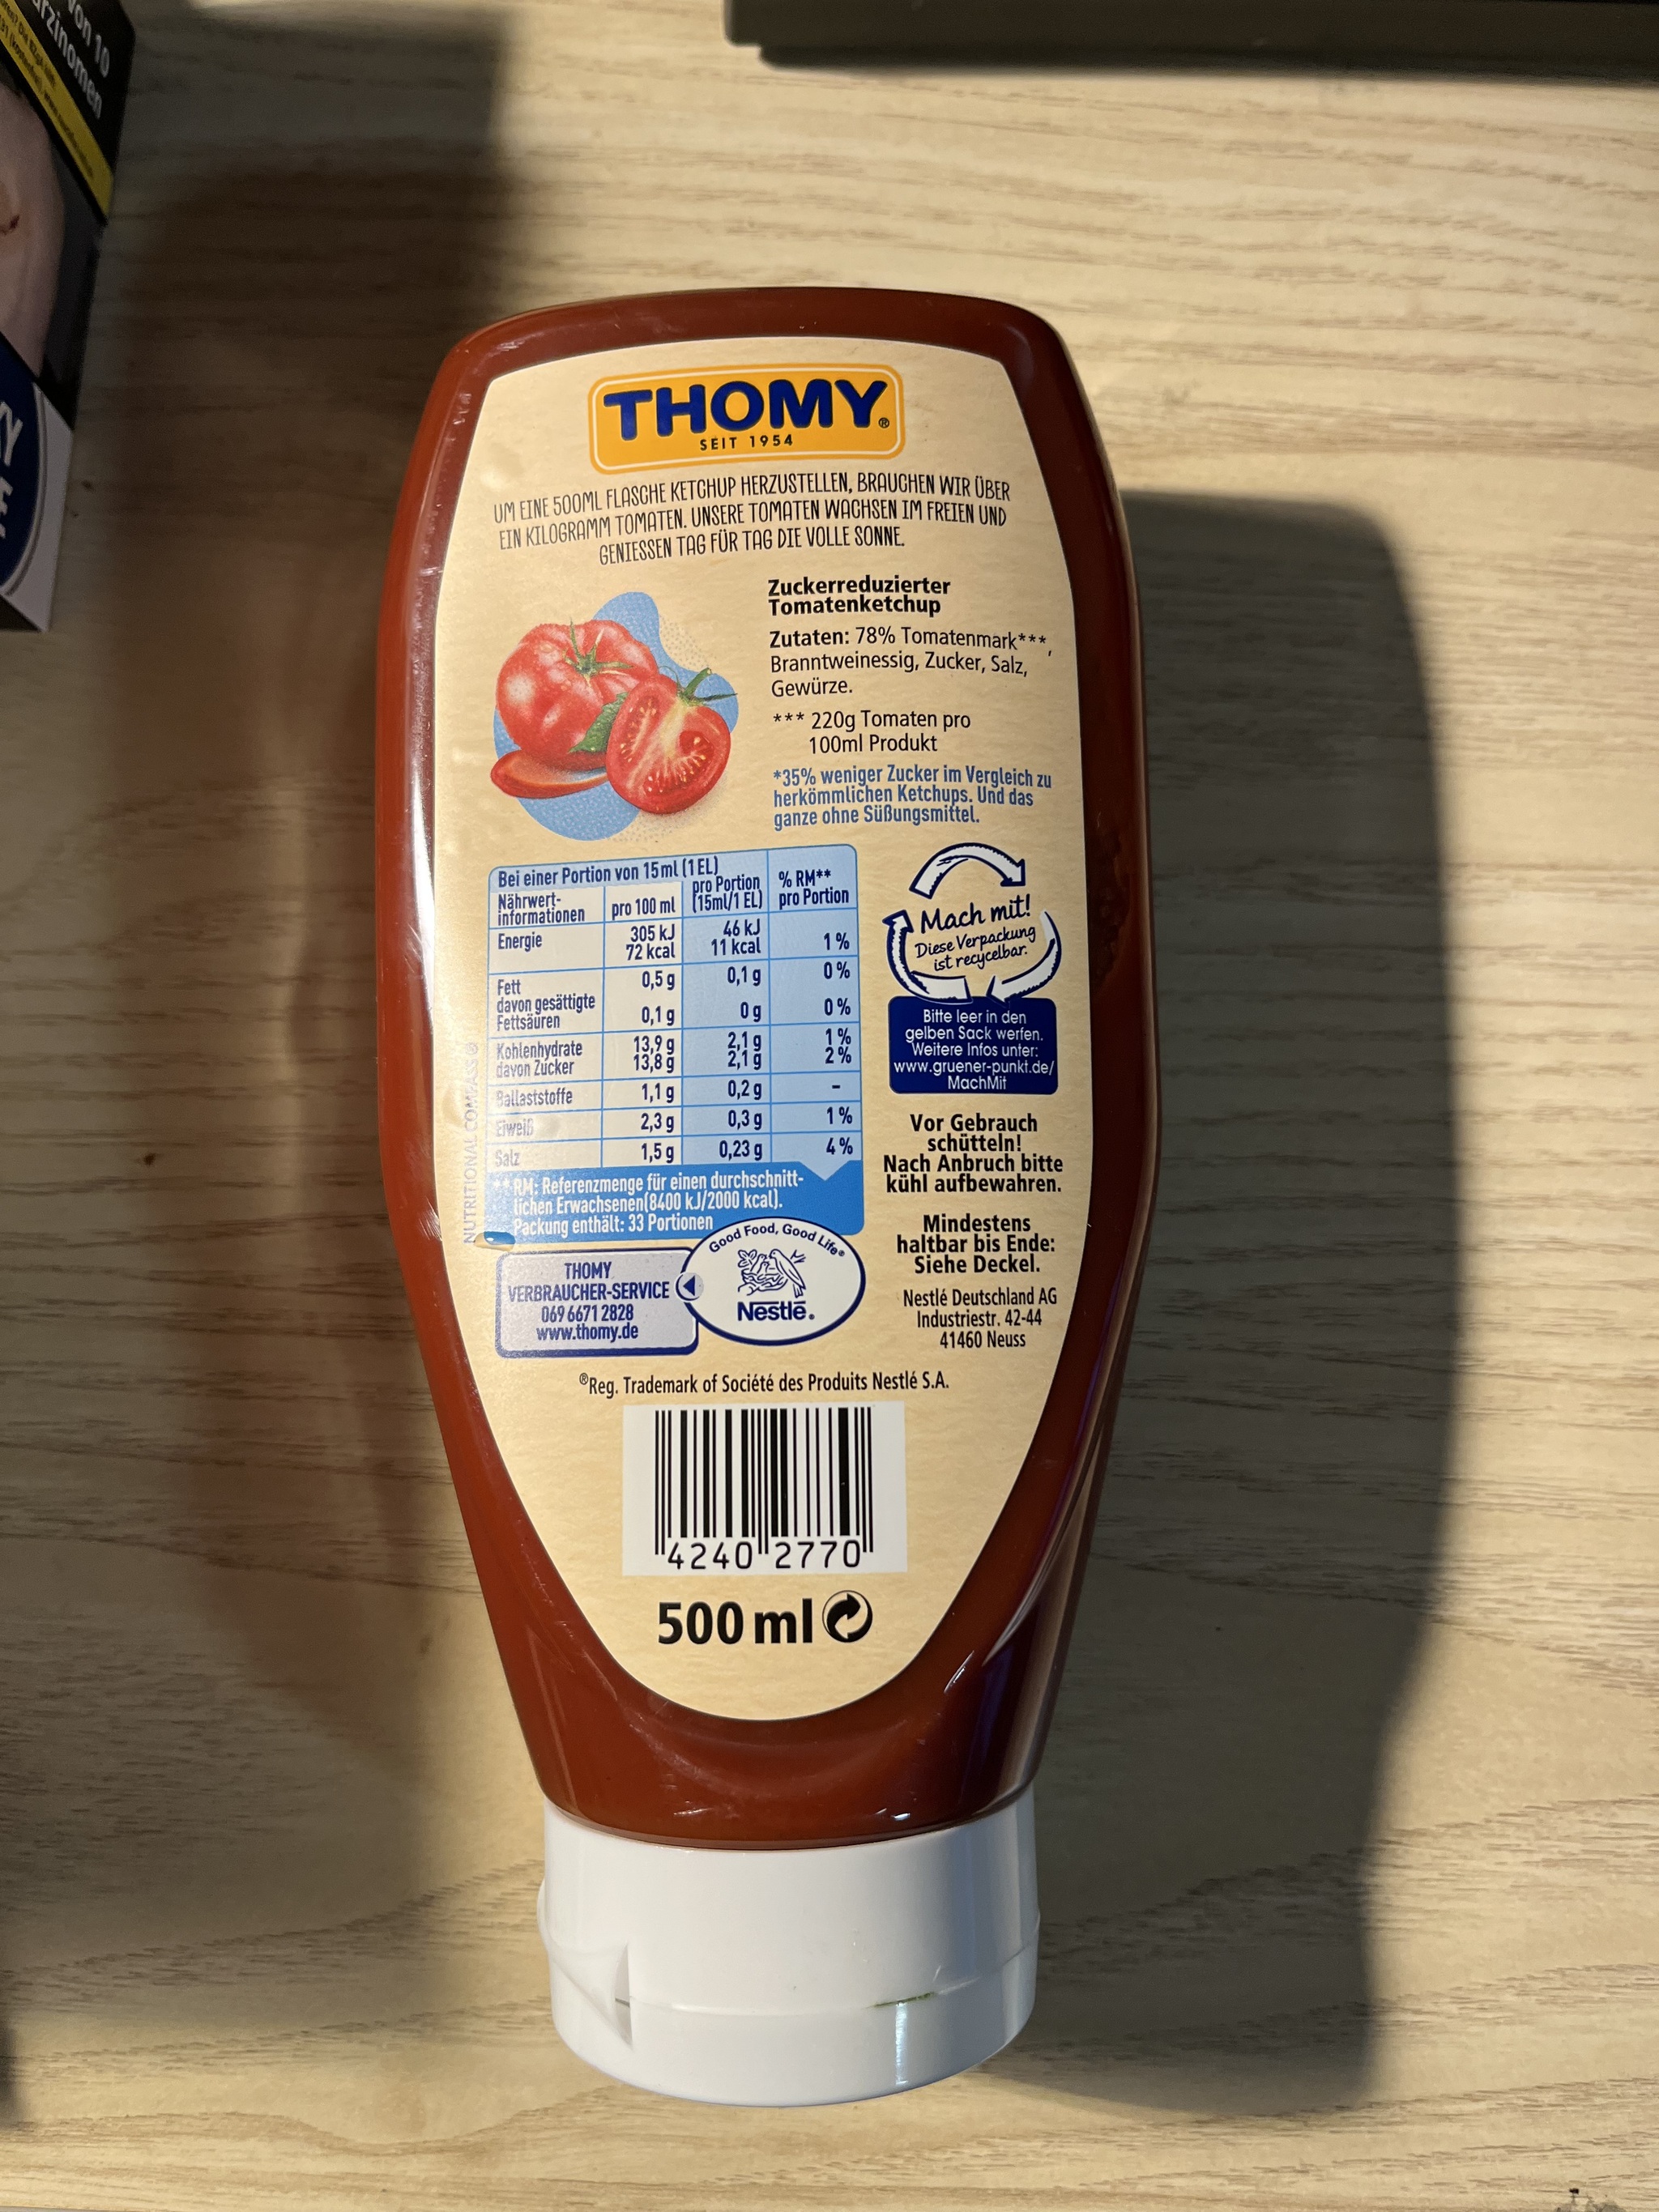 von 10
THOMY®
SEIT 1954
UM EINE 500ML FLASCHE KETCHUP HERZUSTELLEN, BRAUCHEN WIR ÜBER
EIN KILOGRAMM TOMATEN. UNSERE TOMATEN WACHSEN IM FREIEN UND
GENIESSEN TAG FÜR TAG DIE VOLLE SONNE.
Zuckerreduzierter
Tomatenketchup
Zutaten: 78% Tomatenmark***,
Branntweinessig, Zucker, Salz,
Gewürze.
*** 220g Tomaten pro
100ml Produkt
*35% weniger Zucker im Vergleich zu
herkömmlichen Ketchups. Und das
ganze ohne Süßungsmittel.
Bei einer Portion von 15 ml (1 EL)
Nährwert-
informationen pro 100 ml pro Portion (15ml/1 EL) % RM** pro Portion
Energie 305 kJ 46 kJ
72 kcal 11 kcal 1 %
Fett 0,5 g 0,1 g 0 %
davon gesättigte
Fettsäuren 0,1 g 0 g 0 %
Kohlenhydrate 13,9 g 2,1 g 1 %
davon Zucker 13,8 g 2,1 g 2 %
Ballaststoffe 1,1 g 0,2 g -
Eiweiß 2,3 g 0,3 g 1 %
Salz 1,5 g 0,23 g 4 %
** RM: Referenzmenge für einen durchschnitt-
lichen Erwachsenen(8400 kJ/2000 kcal).
Packung enthält: 33 Portionen
NUTRITIONAL COMPASS®
Mach mit!
Diese Verpackung
ist recycelbar.
Bitte leer in den
gelben Sack werfen.
Weitere Infos unter:
www.gruener-punkt.de/
MachMit
Vor Gebrauch
schütteln!
Nach Anbruch bitte
kühl aufbewahren.
Mindestens
haltbar bis Ende:
Siehe Deckel.
Nestlé Deutschland AG
Industriestr. 42-44
41460 Neuss
THOMY
VERBRAUCHER-SERVICE
069 6671 2828
www.thomy.de
Good Food, Good Life®
Nestlé.
®Reg. Trademark of Société des Produits Nestlé S.A.
4240 2770
500 ml